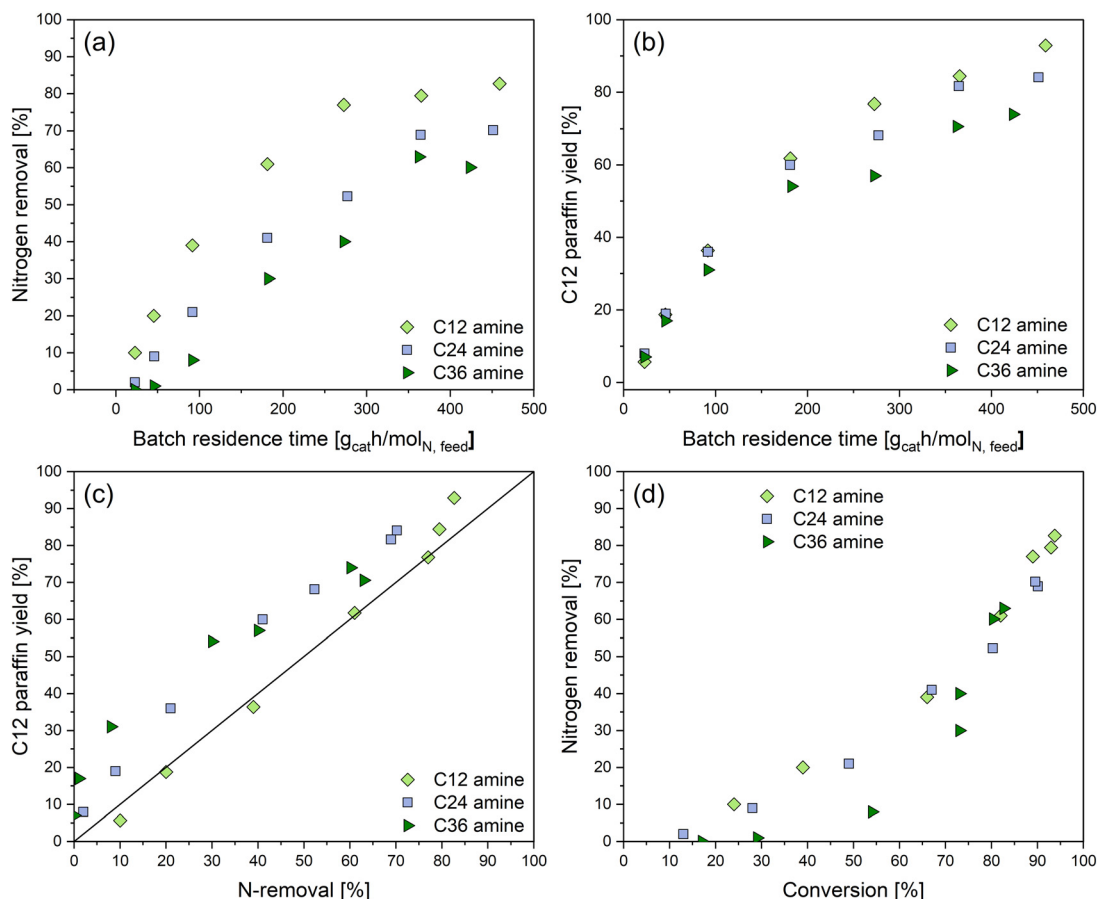 (a)
Nitrogen removal [%]
100
90
80
70
60
50
40
30
20
10
0
0 100 200 300 400 500
Batch residence time [g_cat h/mol_N, feed]
C12 amine
C24 amine
C36 amine
(b)
C12 paraffin yield [%]
100
80
60
40
20
0
0 100 200 300 400 500
Batch residence time [g_cat h/mol_N, feed]
C12 amine
C24 amine
C36 amine
(c)
C12 paraffin yield [%]
100
90
80
70
60
50
40
30
20
10
0
0 10 20 30 40 50 60 70 80 90 100
N-removal [%]
C12 amine
C24 amine
C36 amine
(d)
Nitrogen removal [%]
100
90
80
70
60
50
40
30
20
10
0
0 10 20 30 40 50 60 70 80 90 100
Conversion [%]
C12 amine
C24 amine
C36 amine